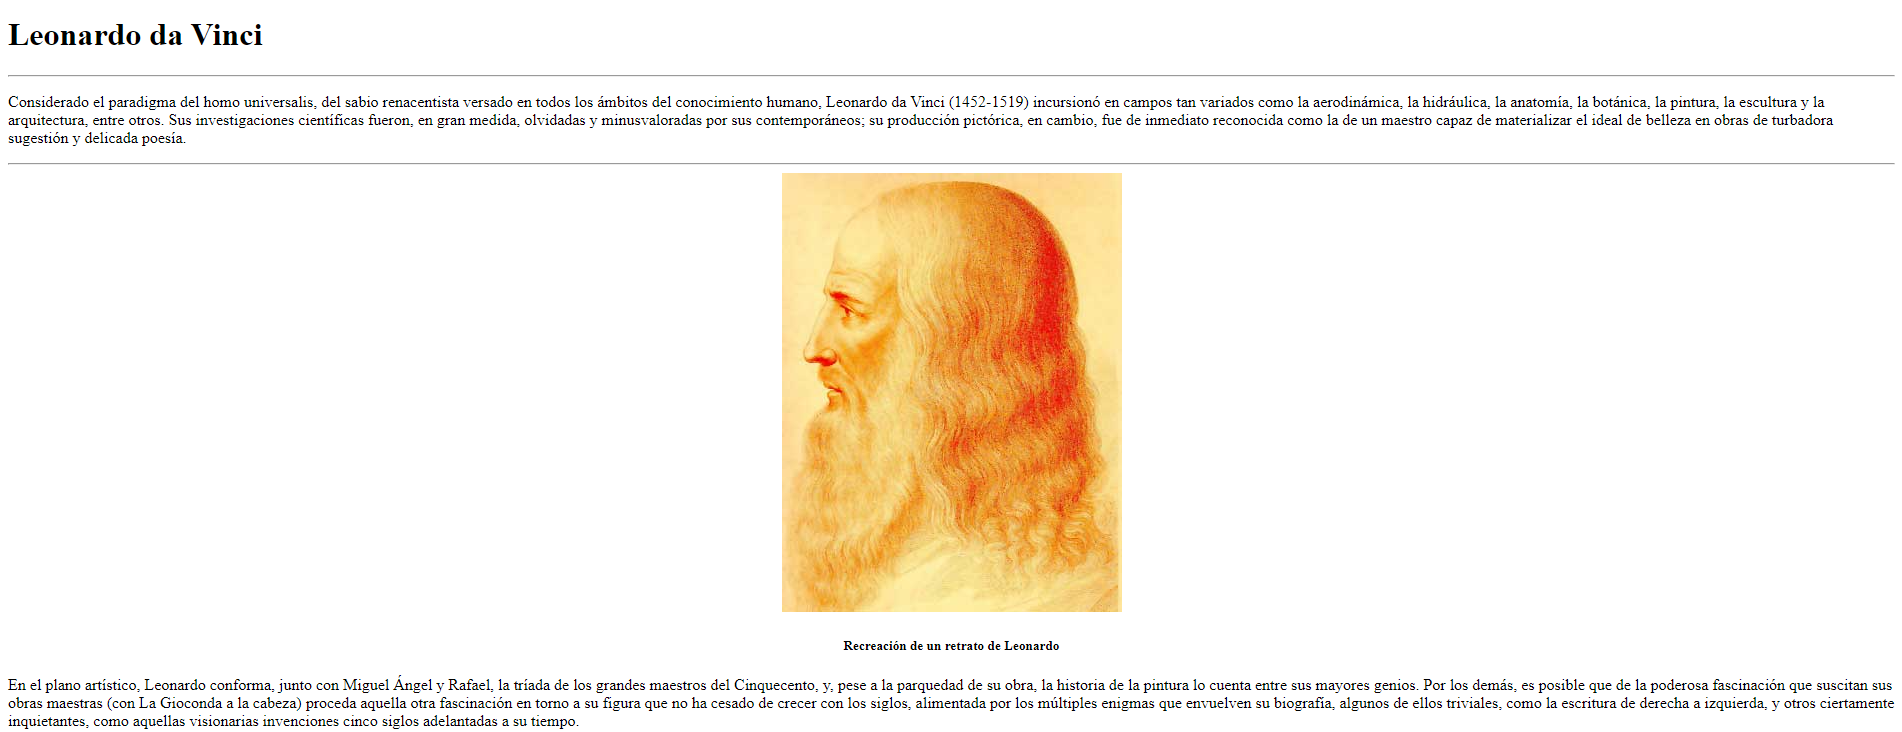 Leonardo da Vinci
Considerado el paradigma del homo universalis, del sabio renacentista versado en todos los ámbitos del conocimiento humano, Leonardo da Vinci (1452-1519) incursionó en campos tan variados como la aerodinámica, la hidráulica, la anatomía, la botánica, la pintura, la escultura y la
arquitectura, entre otros. Sus investigaciones científicas fueron, en gran medida, olvidadas y minusvaloradas por sus contemporáneos; su producción pictórica, en cambio, fue de inmediato reconocida como la de un maestro capaz de materializar el ideal de belleza en obras de turbadora
sugestión y delicada poesía.
Recreación de un retrato de Leonardo
En el plano artístico, Leonardo conforma, junto con Miguel Ángel y Rafael, la tríada de los grandes maestros del Cinquecento, y, pese a la parquedad de su obra, la historia de la pintura lo cuenta entre sus mayores genios. Por los demás, es posible que de la poderosa fascinación que suscitan sus
obras maestras (con La Gioconda a la cabeza) proceda aquella otra fascinación en torno a su figura que no ha cesado de crecer con los siglos, alimentada por los múltiples enigmas que envuelven su biografía, algunos de ellos triviales, como la escritura de derecha a izquierda, y otros ciertamente
inquietantes, como aquellas visionarias invenciones cinco siglos adelantadas a su tiempo.